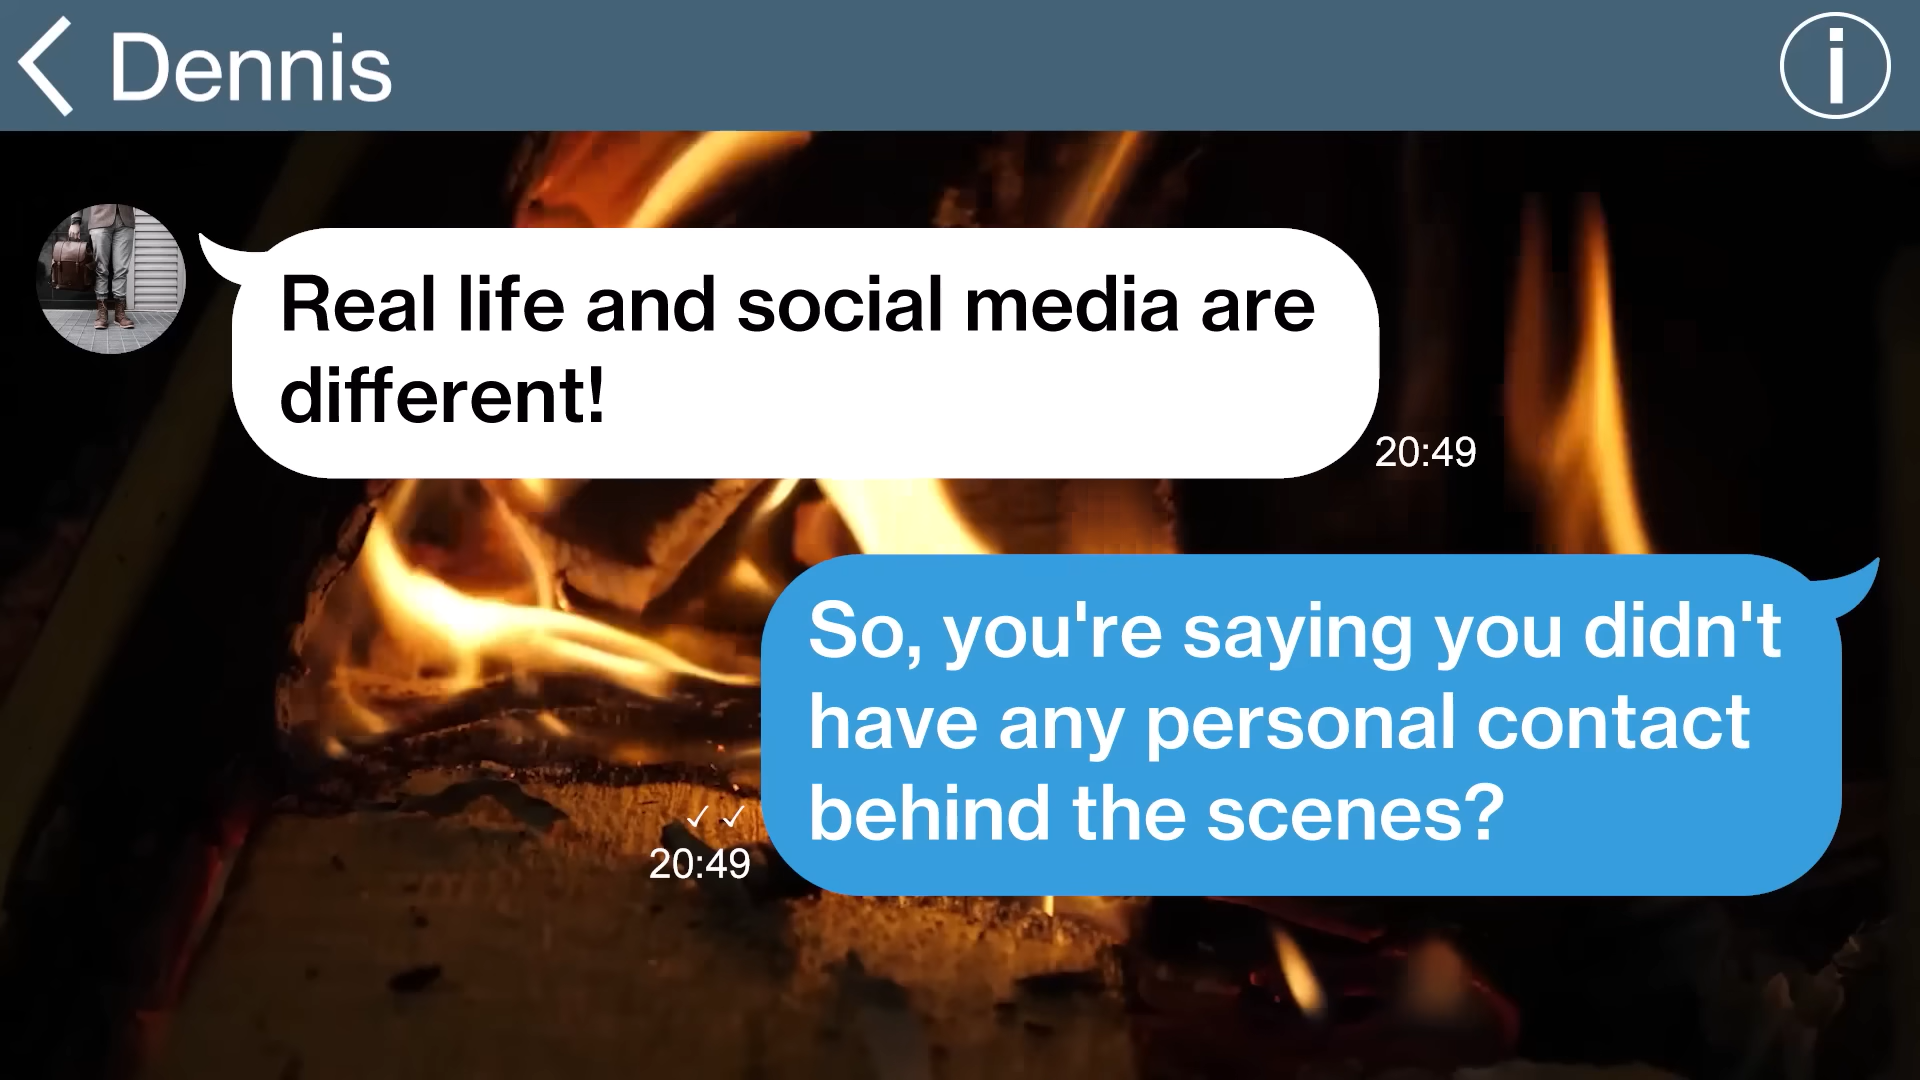 Dennis
Real life and social media are
different!
20:49
So, you're saying you didn't
have any personal contact
behind the scenes?
20:49